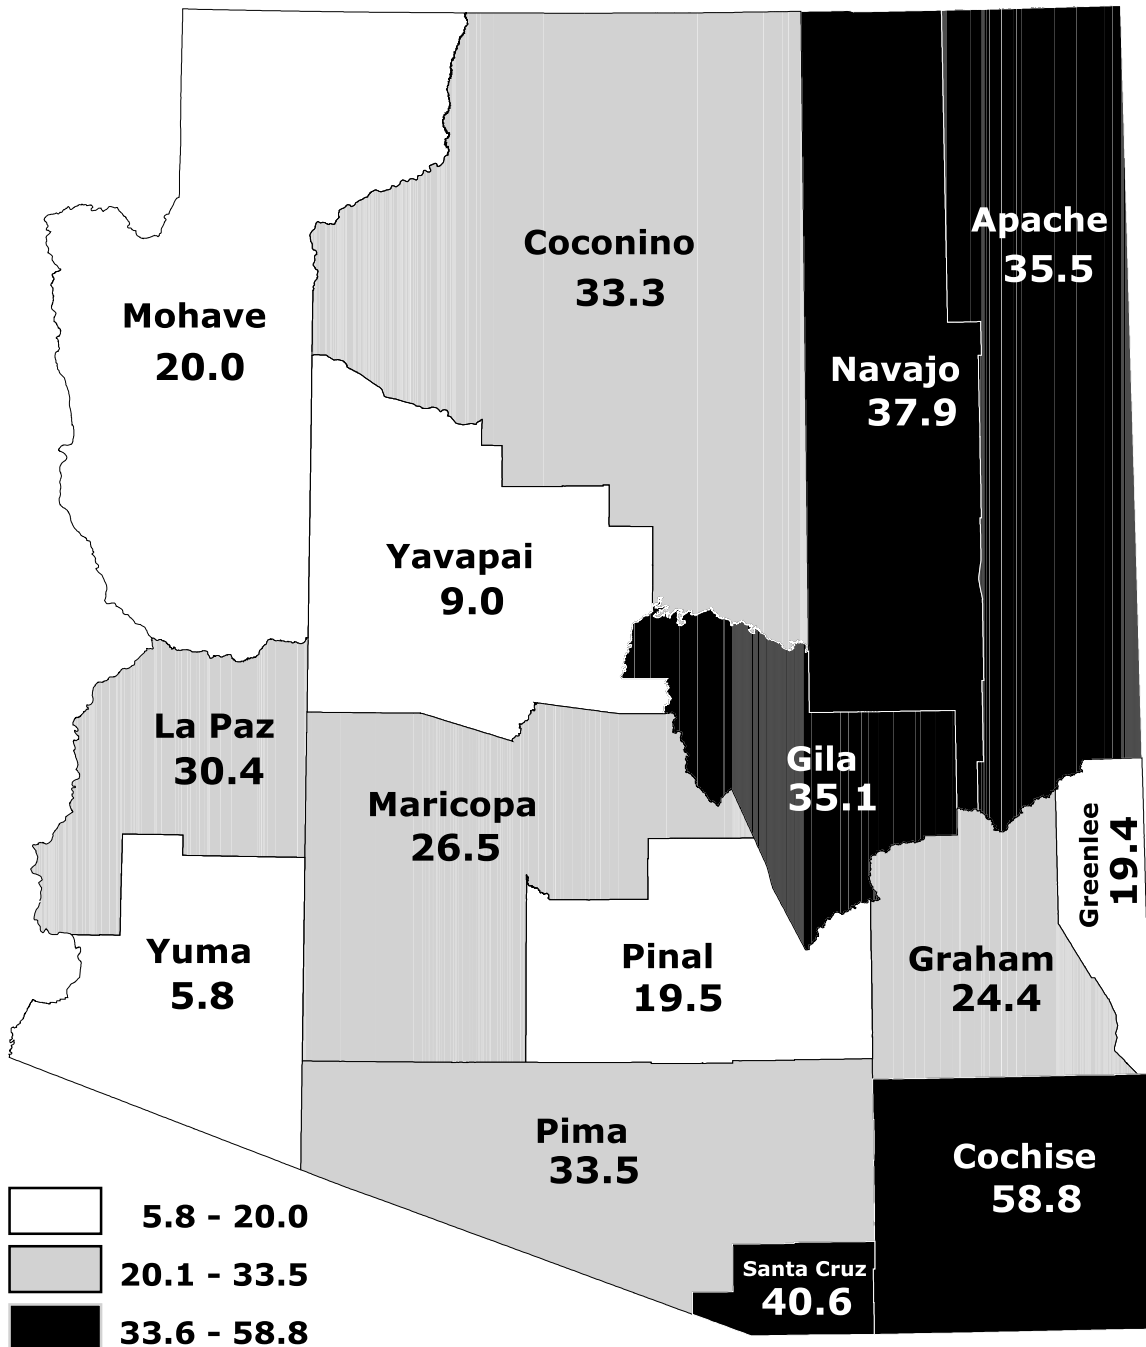 Apache
35.5
Coconino
33.3
Mohave
20.0
Navajo
37.9
Yavapai
9.0
La Paz
30.4
Gila
35.1
Maricopa
26.5
Greenlee
19.4
Yuma
5.8
Pinal
19.5
Graham
24.4
Pima
33.5
Cochise
58.8
Santa Cruz
40.6
5.8 - 20.0
20.1 - 33.5
33.6 - 58.8